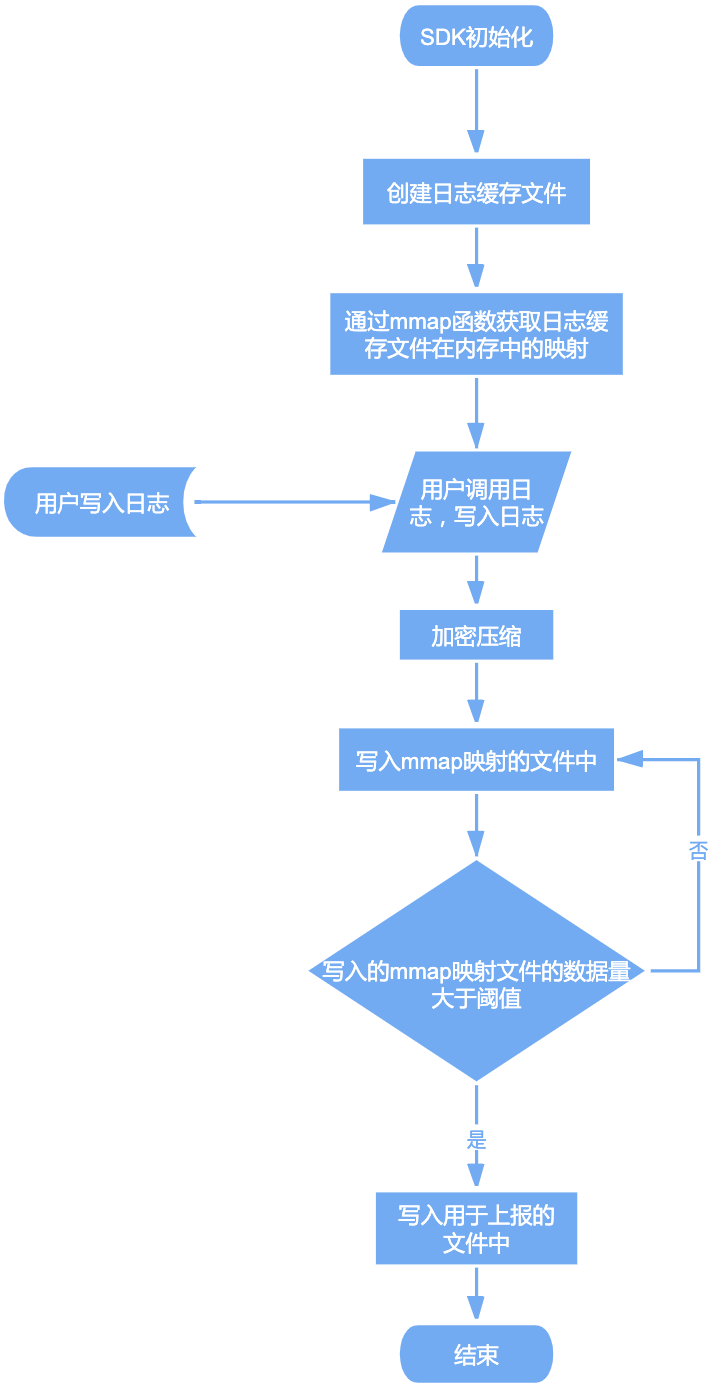 SDK初始化
创建日志缓存文件
通过mmap函数获取日志缓
存文件在内存中的映射
用户写入日志
用户调用日
志，写入日志
加密压缩
写入mmap映射的文件中
否
写入的mmap映射文件的数据量
大于阈值
是
写入用于上报的
文件中
结束